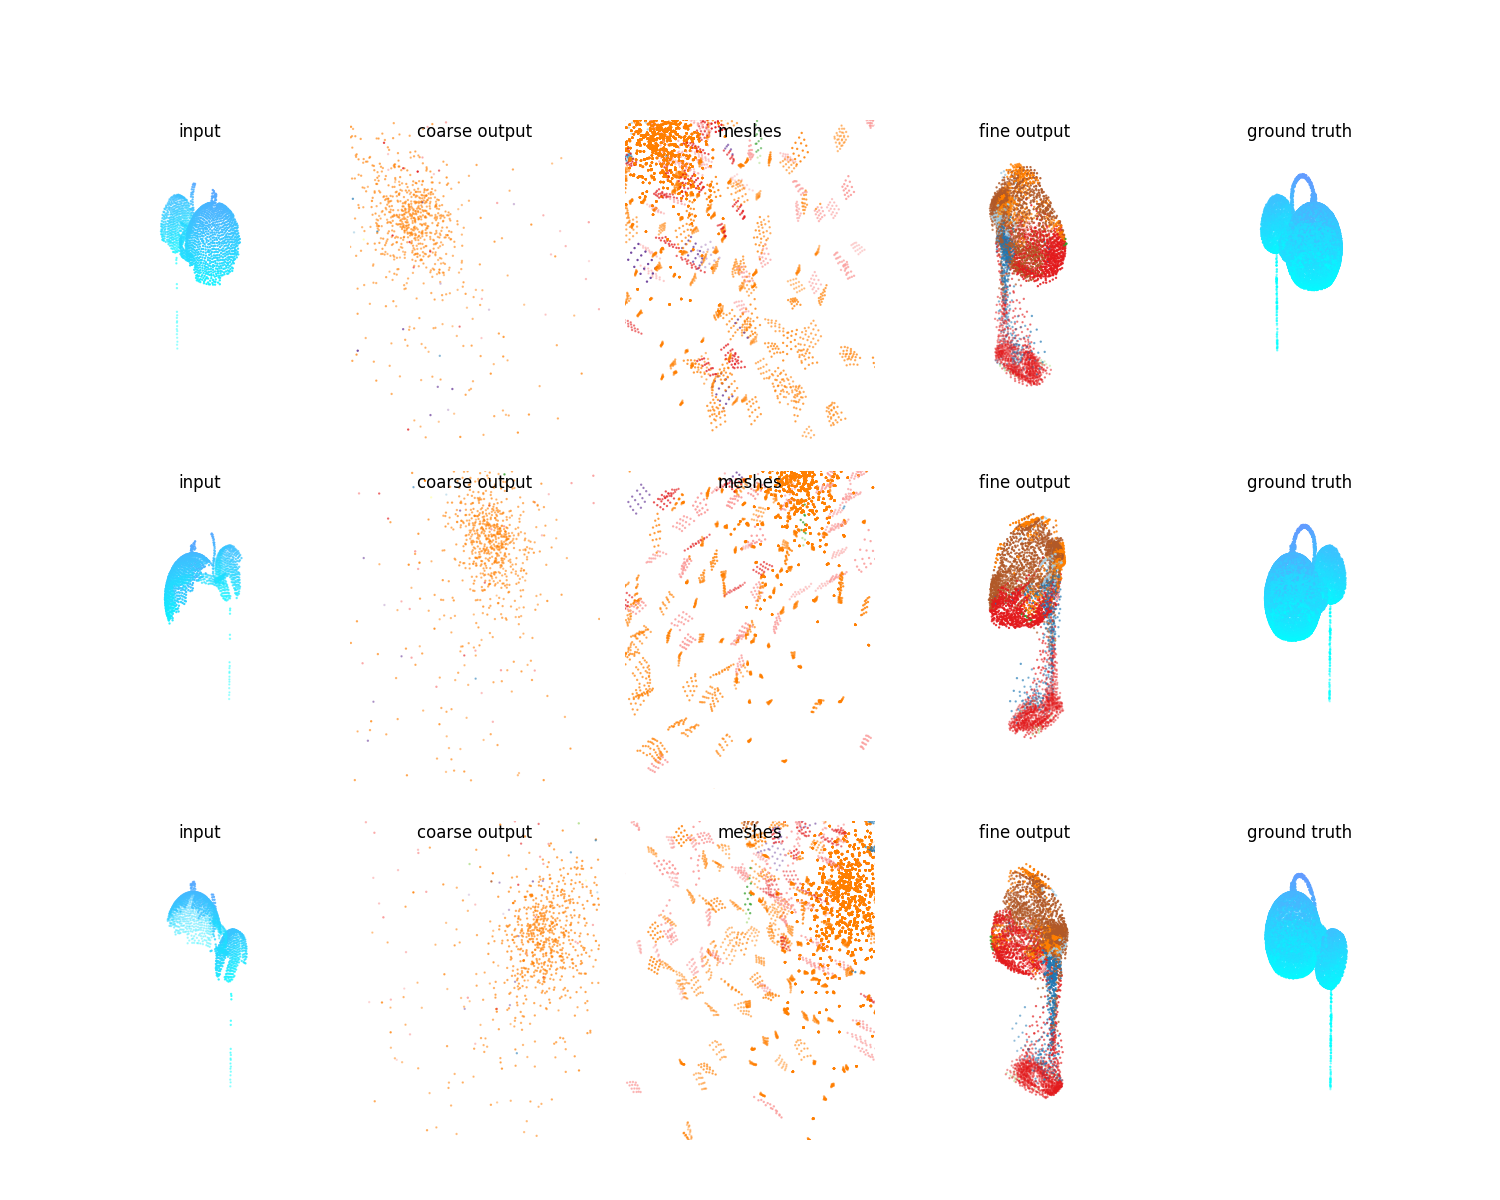 input
coarse output
meshes
fine output
ground truth
input
coarse output
meshes
fine output
ground truth
input
coarse output
meshes
fine output
ground truth